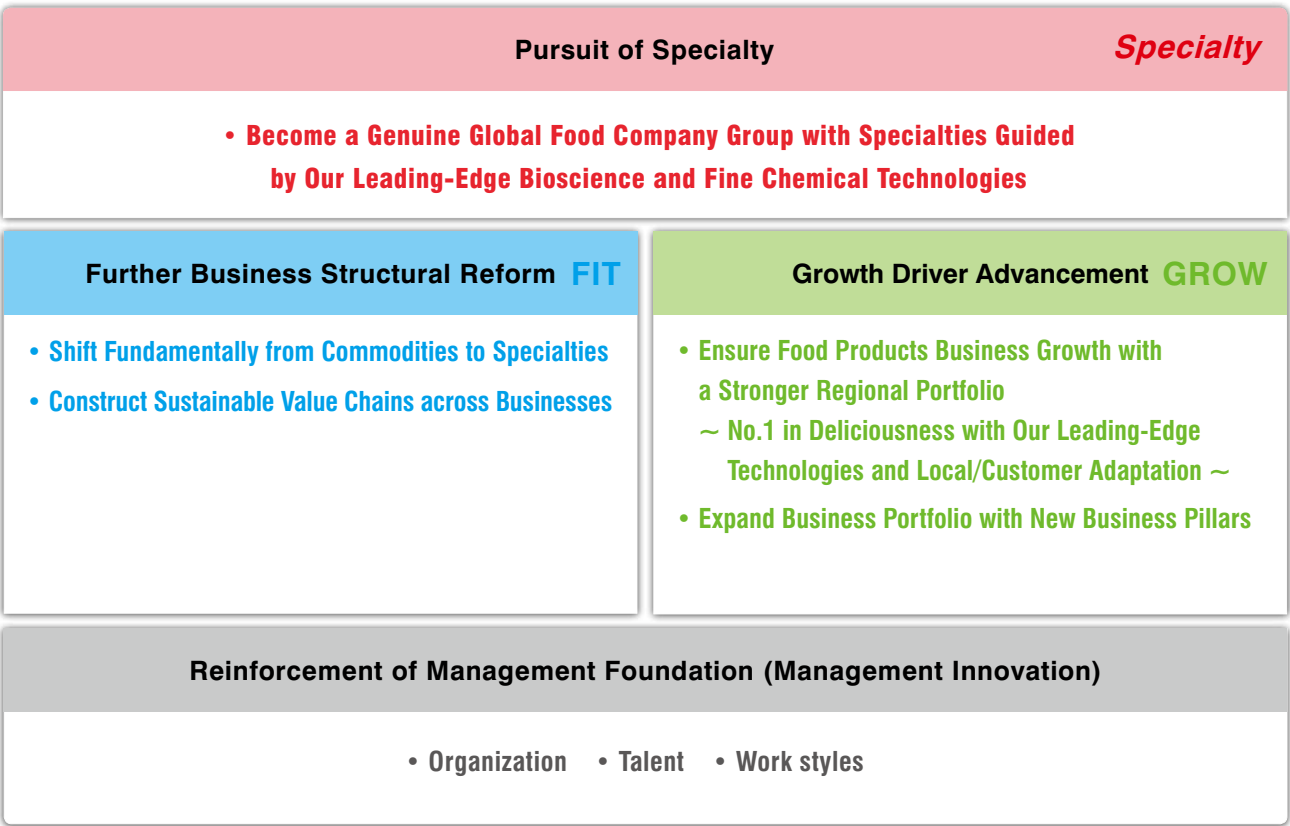 Pursuit of Specialty Specialty
• Become a Genuine Global Food Company Group with Specialties Guided
by Our Leading-Edge Bioscience and Fine Chemical Technologies
Further Business Structural Reform FIT
• Shift Fundamentally from Commodities to Specialties
• Construct Sustainable Value Chains across Businesses
Growth Driver Advancement GROW
• Ensure Food Products Business Growth with
a Stronger Regional Portfolio
~ No.1 in Deliciousness with Our Leading-Edge
Technologies and Local/Customer Adaptation ~
• Expand Business Portfolio with New Business Pillars
Reinforcement of Management Foundation (Management Innovation)
• Organization • Talent • Work styles